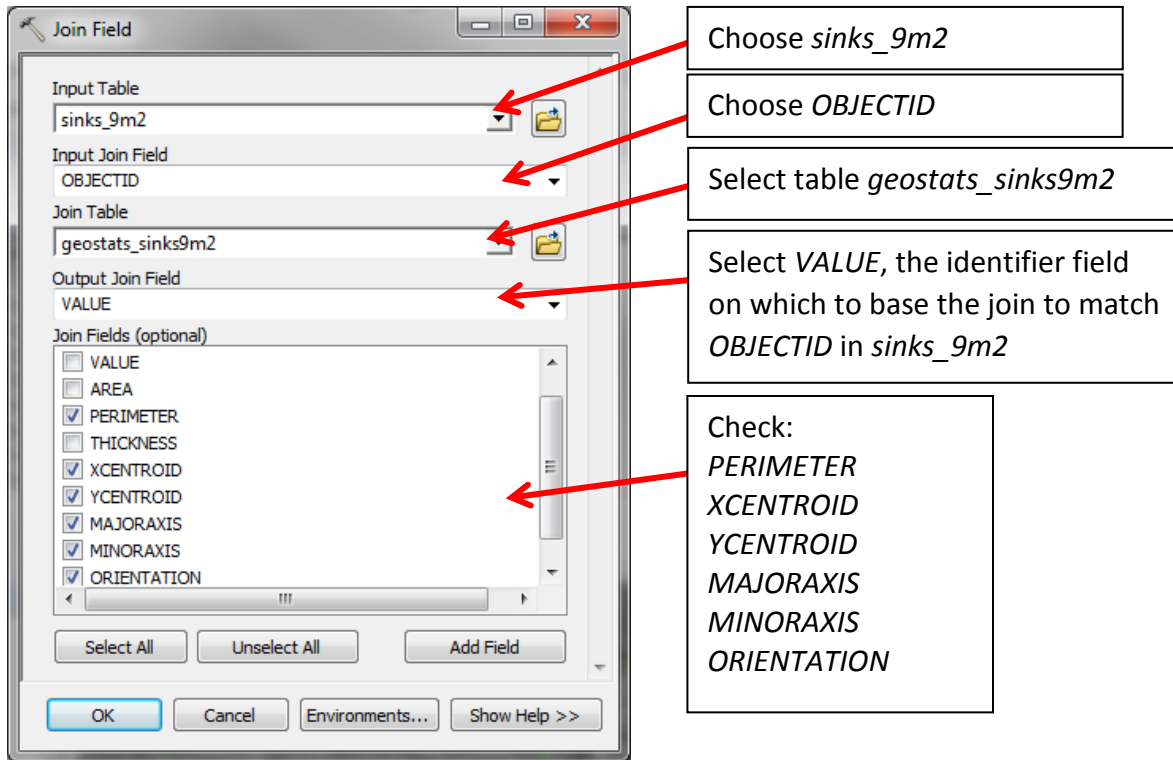 Join Field
Input Table
sinks_9m2
Input Join Field
OBJECTID
Join Table
geostats_sinks9m2
Output Join Field
VALUE
Join Fields (optional)
VALUE
AREA
PERIMETER
THICKNESS
XCENTROID
YCENTROID
MAJORAXIS
MINORAXIS
ORIENTATION
Select All Unselect All Add Field
OK Cancel Environments... Show Help >>
Choose sinks_9m2
Choose OBJECTID
Select table geostats_sinks9m2
Select VALUE, the identifier field
on which to base the join to match
OBJECTID in sinks_9m2
Check:
PERIMETER
XCENTROID
YCENTROID
MAJORAXIS
MINORAXIS
ORIENTATION